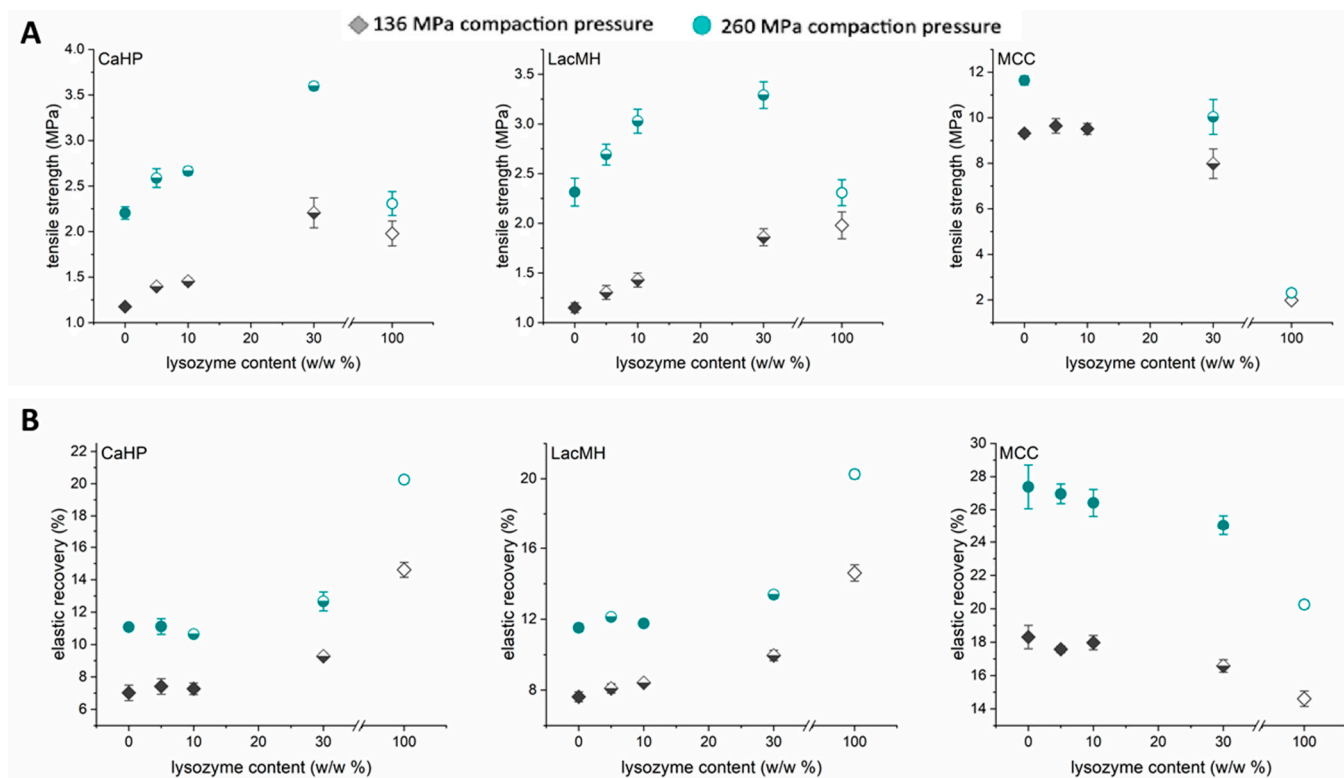 A
136 MPa compaction pressure
260 MPa compaction pressure
CaHP
4.0
3.5
3.0
2.5
2.0
1.5
1.0
tensile strength (MPa)
0 10 20 30 100
lysozyme content (w/w %)
LacMH
3.5
3.0
2.5
2.0
1.5
1.0
tensile strength (MPa)
0 10 20 30 100
lysozyme content (w/w %)
MCC
12
10
8
6
4
2
tensile strength (MPa)
0 10 20 30 100
lysozyme content (w/w %)
B
CaHP
22
20
18
16
14
12
10
8
6
elastic recovery (%)
0 10 20 30 100
lysozyme content (w/w %)
LacMH
20
16
12
8
elastic recovery (%)
0 10 20 30 100
lysozyme content (w/w %)
MCC
30
28
26
24
22
20
18
16
14
elastic recovery (%)
0 10 20 30 100
lysozyme content (w/w %)